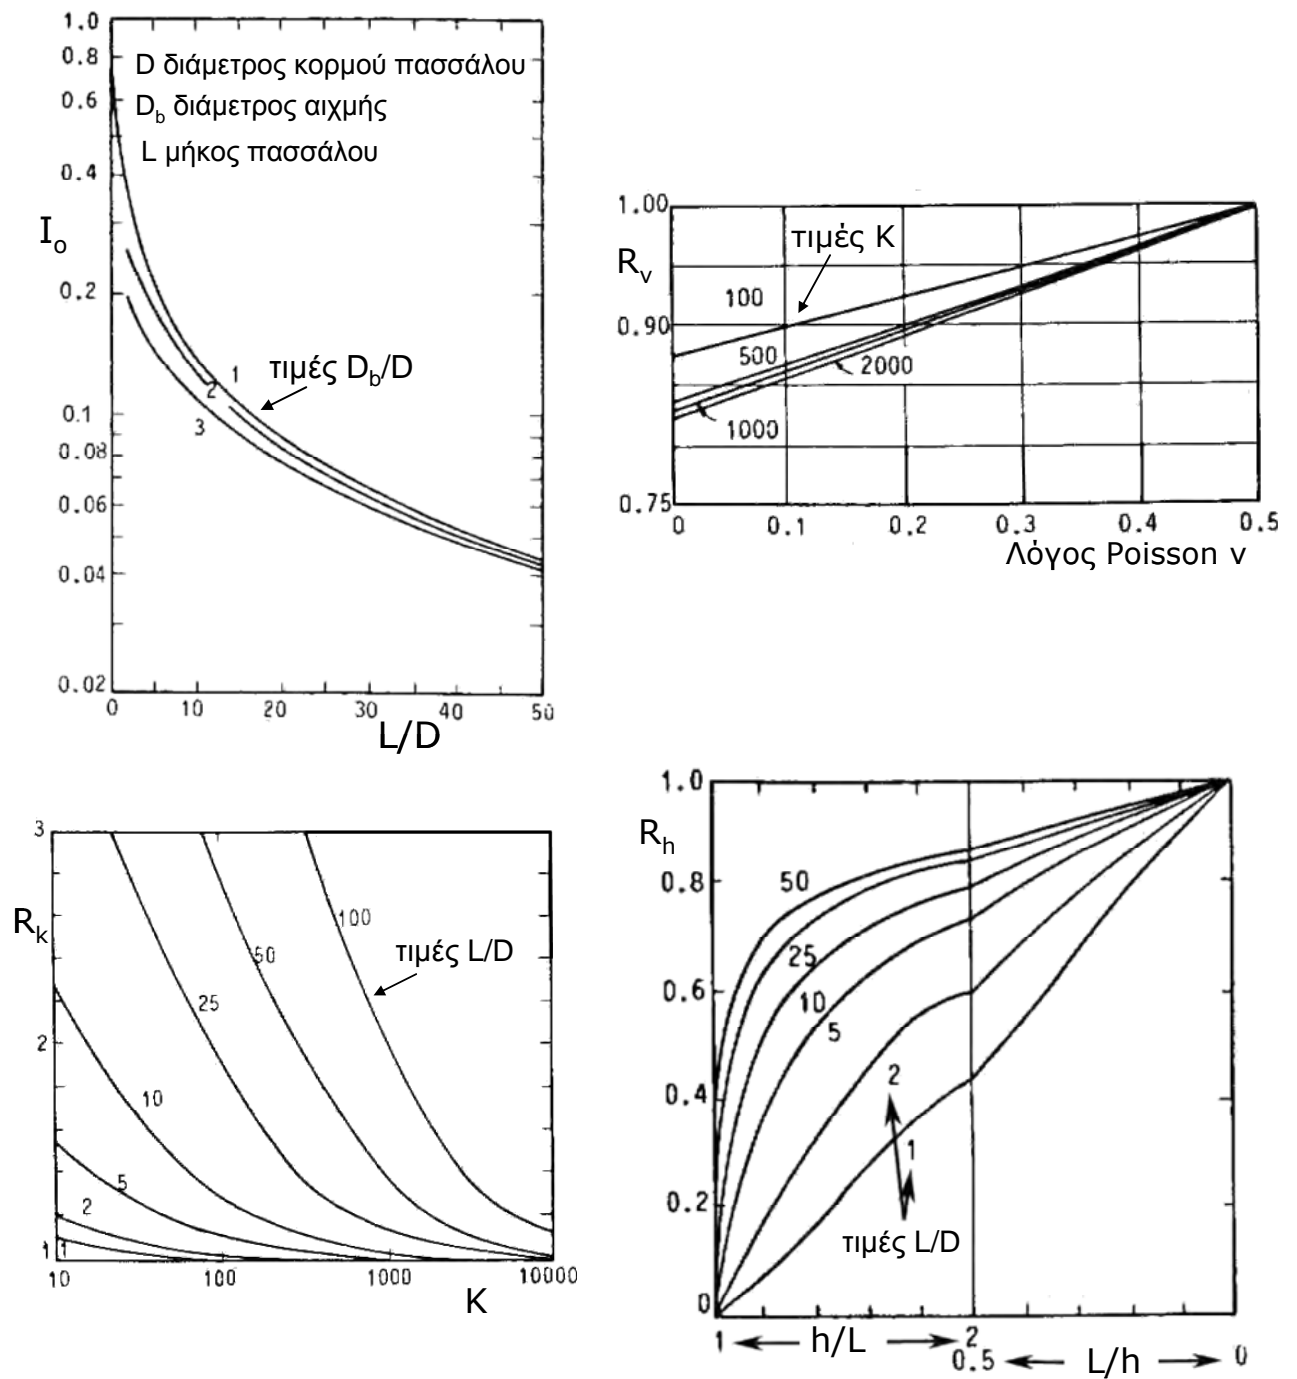 1.0
0.8
0.6
0.4
I₀
0.2
0.1
0.08
0.06
0.04
0.02
D διάμετρος κορμού πασσάλου
D_b διάμετρος αιχμής
L μήκος πασσάλου
1
2
3
τιμές D_b/D
0 10 20 30 40 50
L/D
1.00
R_v
0.90
0.75
τιμές K
100
500
2000
1000
0 0.1 0.2 0.3 0.4 0.5
Λόγος Poisson ν
3
R_k
2
1
100
50
τιμές L/D
25
10
5
2
1
10 100 1000 10000
K
1.0
R_h
0.8
0.6
0.4
0.2
0
50
25
10
5
2
1
τιμές L/D
1 h/L 2
0.5 L/h 0